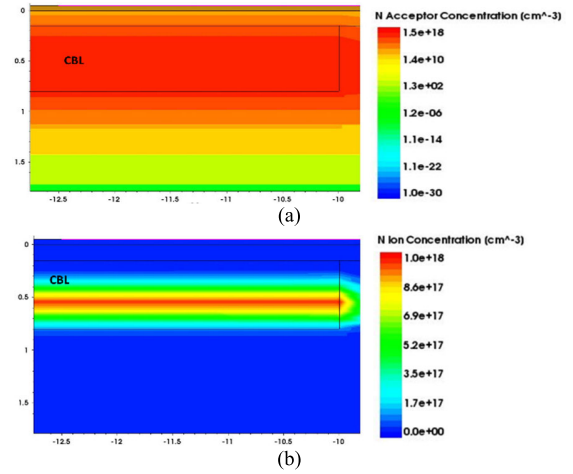 N Acceptor Concentration (cm^-3)
0
0.5
1
1.5
CBL
1.5e+18
1.4e+10
1.3e+02
1.2e-06
1.1e-14
1.1e-22
1.0e-30
-12.5 -12 -11.5 -11 -10.5 -10
(a)
N Ion Concentration (cm^-3)
0
0.5
1
1.5
CBL
1.0e+18
8.6e+17
6.9e+17
5.2e+17
3.5e+17
1.7e+17
0.0e+00
-12.5 -12 -11.5 -11 -10.5 -10
(b)